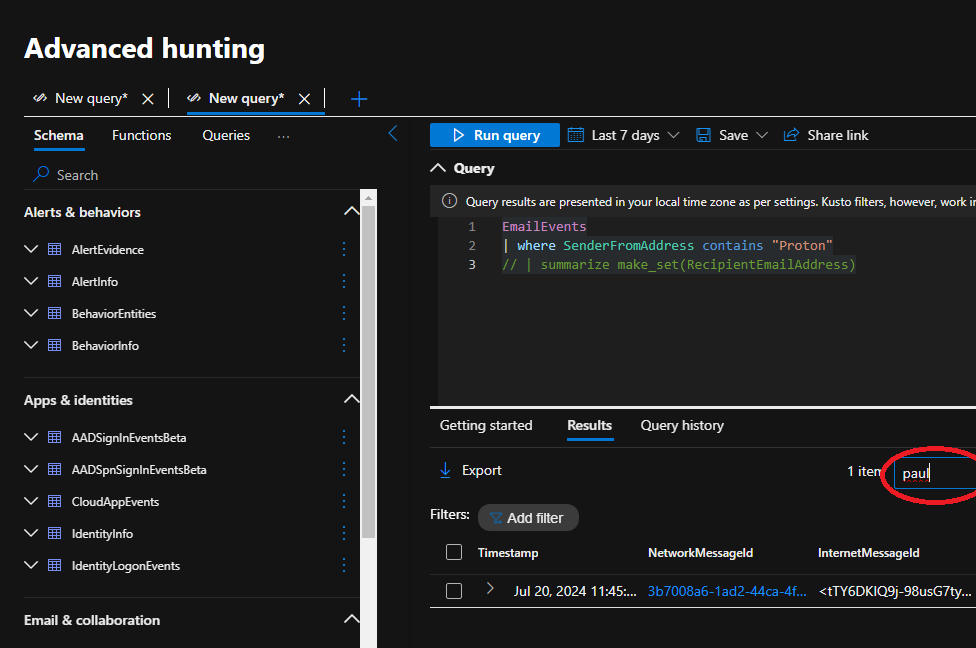 Advanced hunting
New query* New query*
Schema Functions Queries ...
Run query Last 7 days Save Share link
Search
Query
Query results are presented in your local time zone as per settings. Kusto filters, however, work in
Alerts & behaviors
1 EmailEvents
2 | where SenderFromAddress contains "Proton"
3 // | summarize make_set(RecipientEmailAddress)
AlertEvidence
AlertInfo
BehaviorEntities
BehaviorInfo
Apps & identities
Getting started Results Query history
AADSignInEventsBeta
AADSpnSignInEventsBeta
Export 1 item paul
CloudAppEvents
Filters: Add filter
IdentityInfo
Timestamp NetworkMessageId InternetMessageId
IdentityLogonEvents
Jul 20, 2024 11:45:... 3b7008a6-1ad2-44ca-4f... <tTY6DKIQ9j-98usG7ty...
Email & collaboration